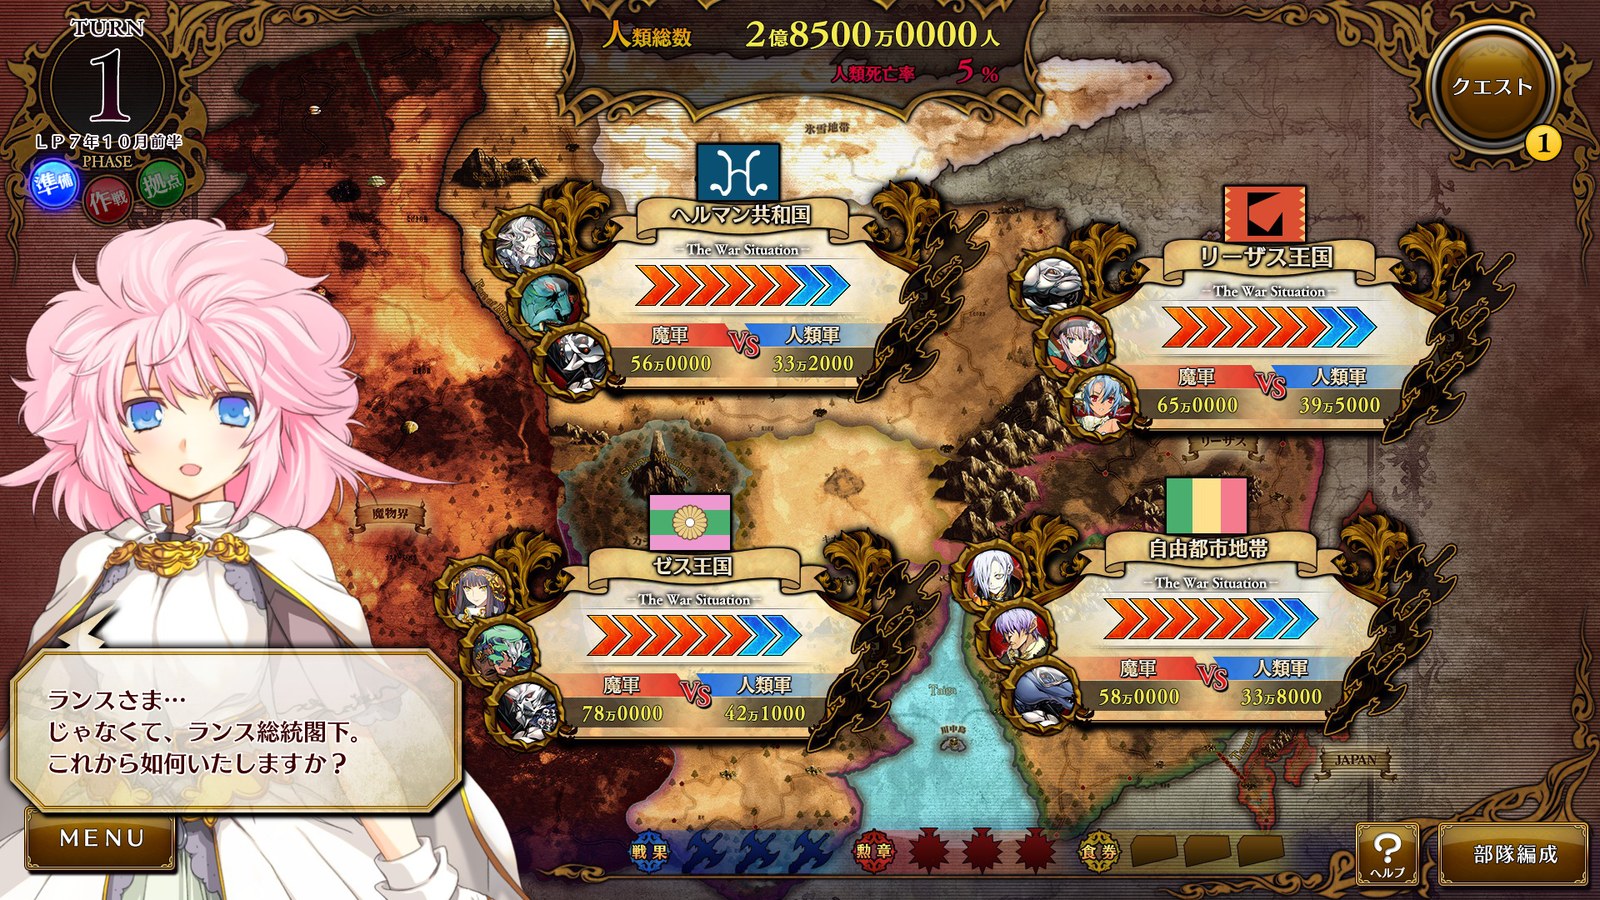 TURN
1
LP7年10月前半
PHASE
準備
作戦
拠点
人類総数 2億8500万0000人
人類死亡率 5%
クエスト
1
氷雪地帯
ヘルマン共和国
The War Situation
魔軍 VS 人類軍
56万0000 33万2000
リーザス王国
The War Situation
魔軍 VS 人類軍
65万0000 39万5000
リーザス
魔物界
ゼス王国
The War Situation
魔軍 VS 人類軍
78万0000 42万1000
自由都市地帯
The War Situation
魔軍 VS 人類軍
58万0000 33万8000
川中島
JAPAN
ランスさま…
じゃなくて、ランス総統閣下。
これから如何いたしますか？
MENU
戦果
勲章
食券
?
ヘルプ
部隊編成